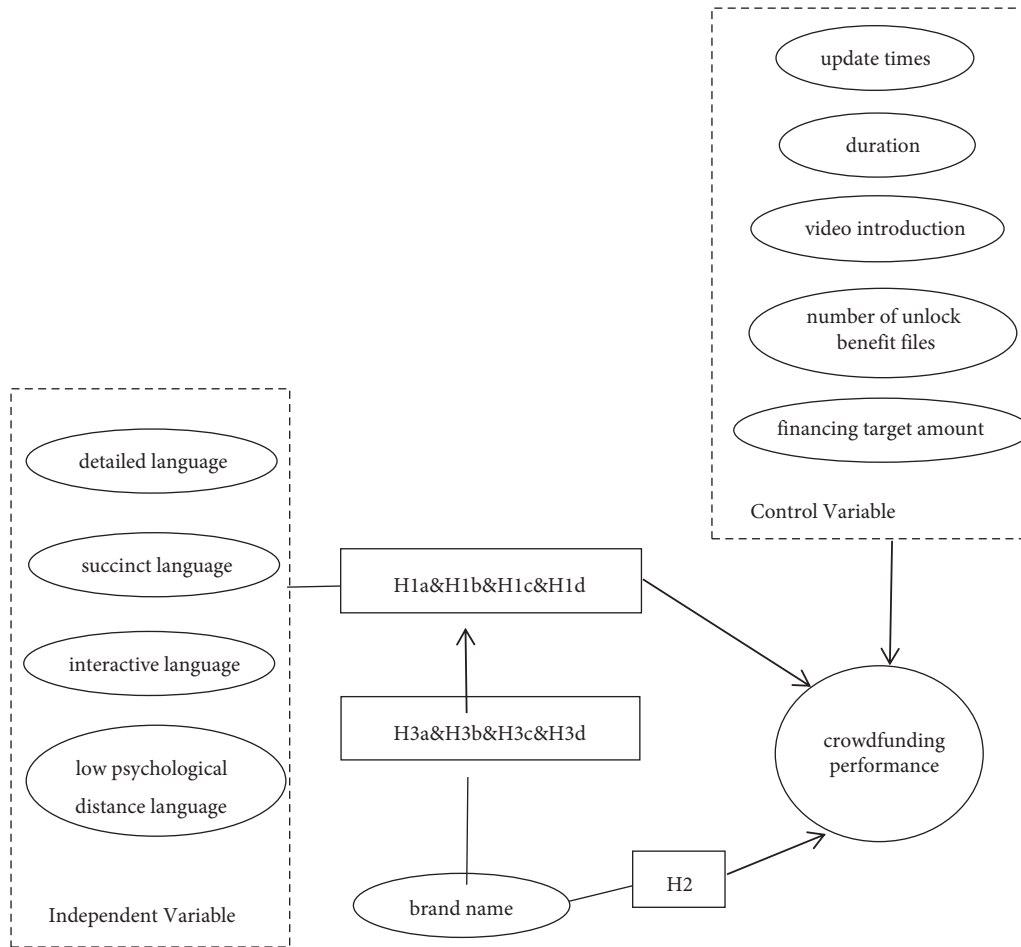 update times
duration
video introduction
number of unlock
benefit files
financing target amount
Control Variable
detailed language
succinct language
interactive language
low psychological
distance language
Independent Variable
H1a&H1b&H1c&H1d
H3a&H3b&H3c&H3d
brand name
H2
crowdfunding
performance